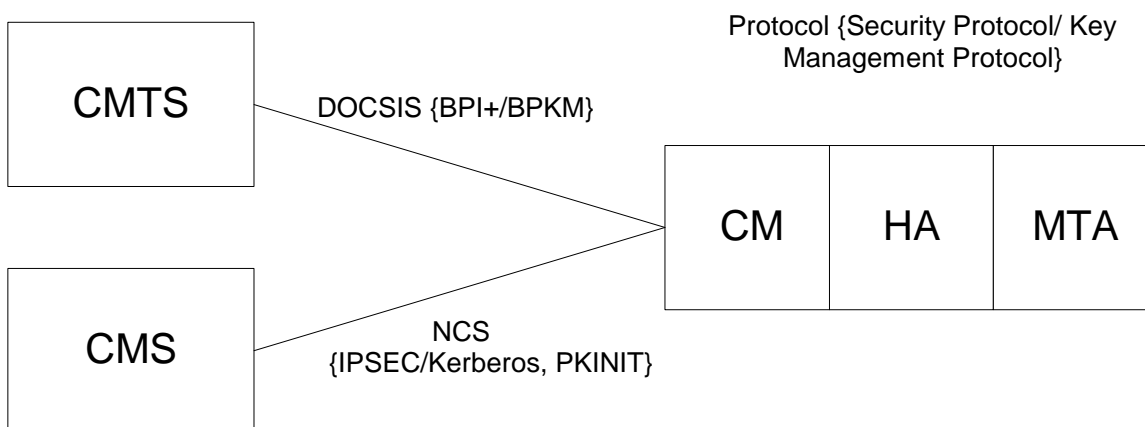 Protocol {Security Protocol/ Key
Management Protocol}
CMTS
DOCSIS {BPI+/BPKM}
CM
HA
MTA
CMS
NCS
{IPSEC/Kerberos, PKINIT}